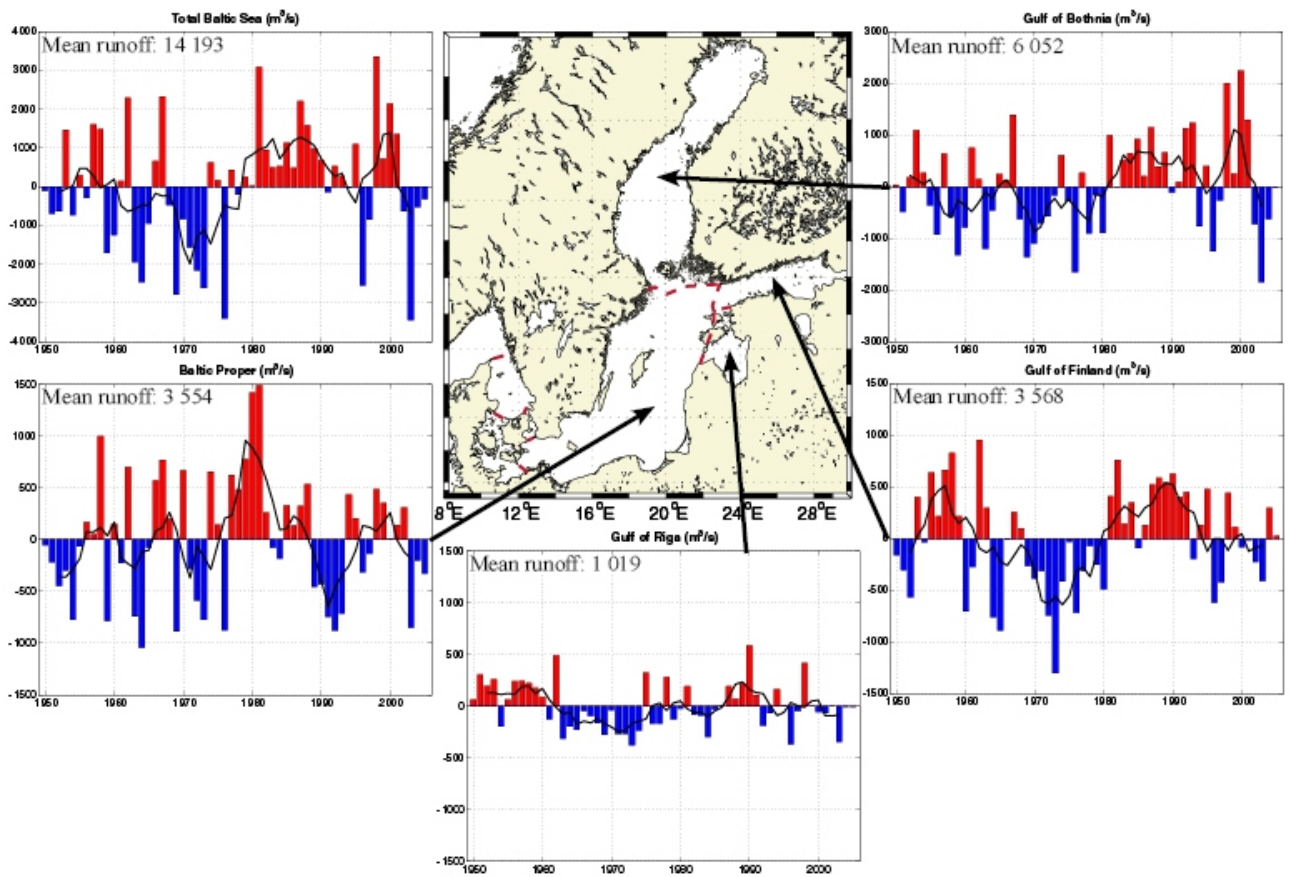 Total Baltic Sea (m³/s)
Mean runoff: 14 193
4000
3000
2000
1000
0
-1000
-2000
-3000
-4000
1950 1960 1970 1980 1990 2000
Gulf of Bothnia (m³/s)
Mean runoff: 6 052
3000
2000
1000
0
-1000
-2000
-3000
1950 1960 1970 1980 1990 2000
Baltic Proper (m³/s)
Mean runoff: 3 554
1500
1000
500
0
-500
-1000
-1500
1950 1960 1970 1980 1990 2000
8°E 12°E 16°E 20°E 24°E 28°E
Gulf of Finland (m³/s)
Mean runoff: 3 568
1500
1000
500
0
-500
-1000
-1500
1950 1960 1970 1980 1990 2000
Gulf of Riga (m³/s)
Mean runoff: 1 019
1500
1000
500
0
-500
-1000
-1500
1950 1960 1970 1980 1990 2000